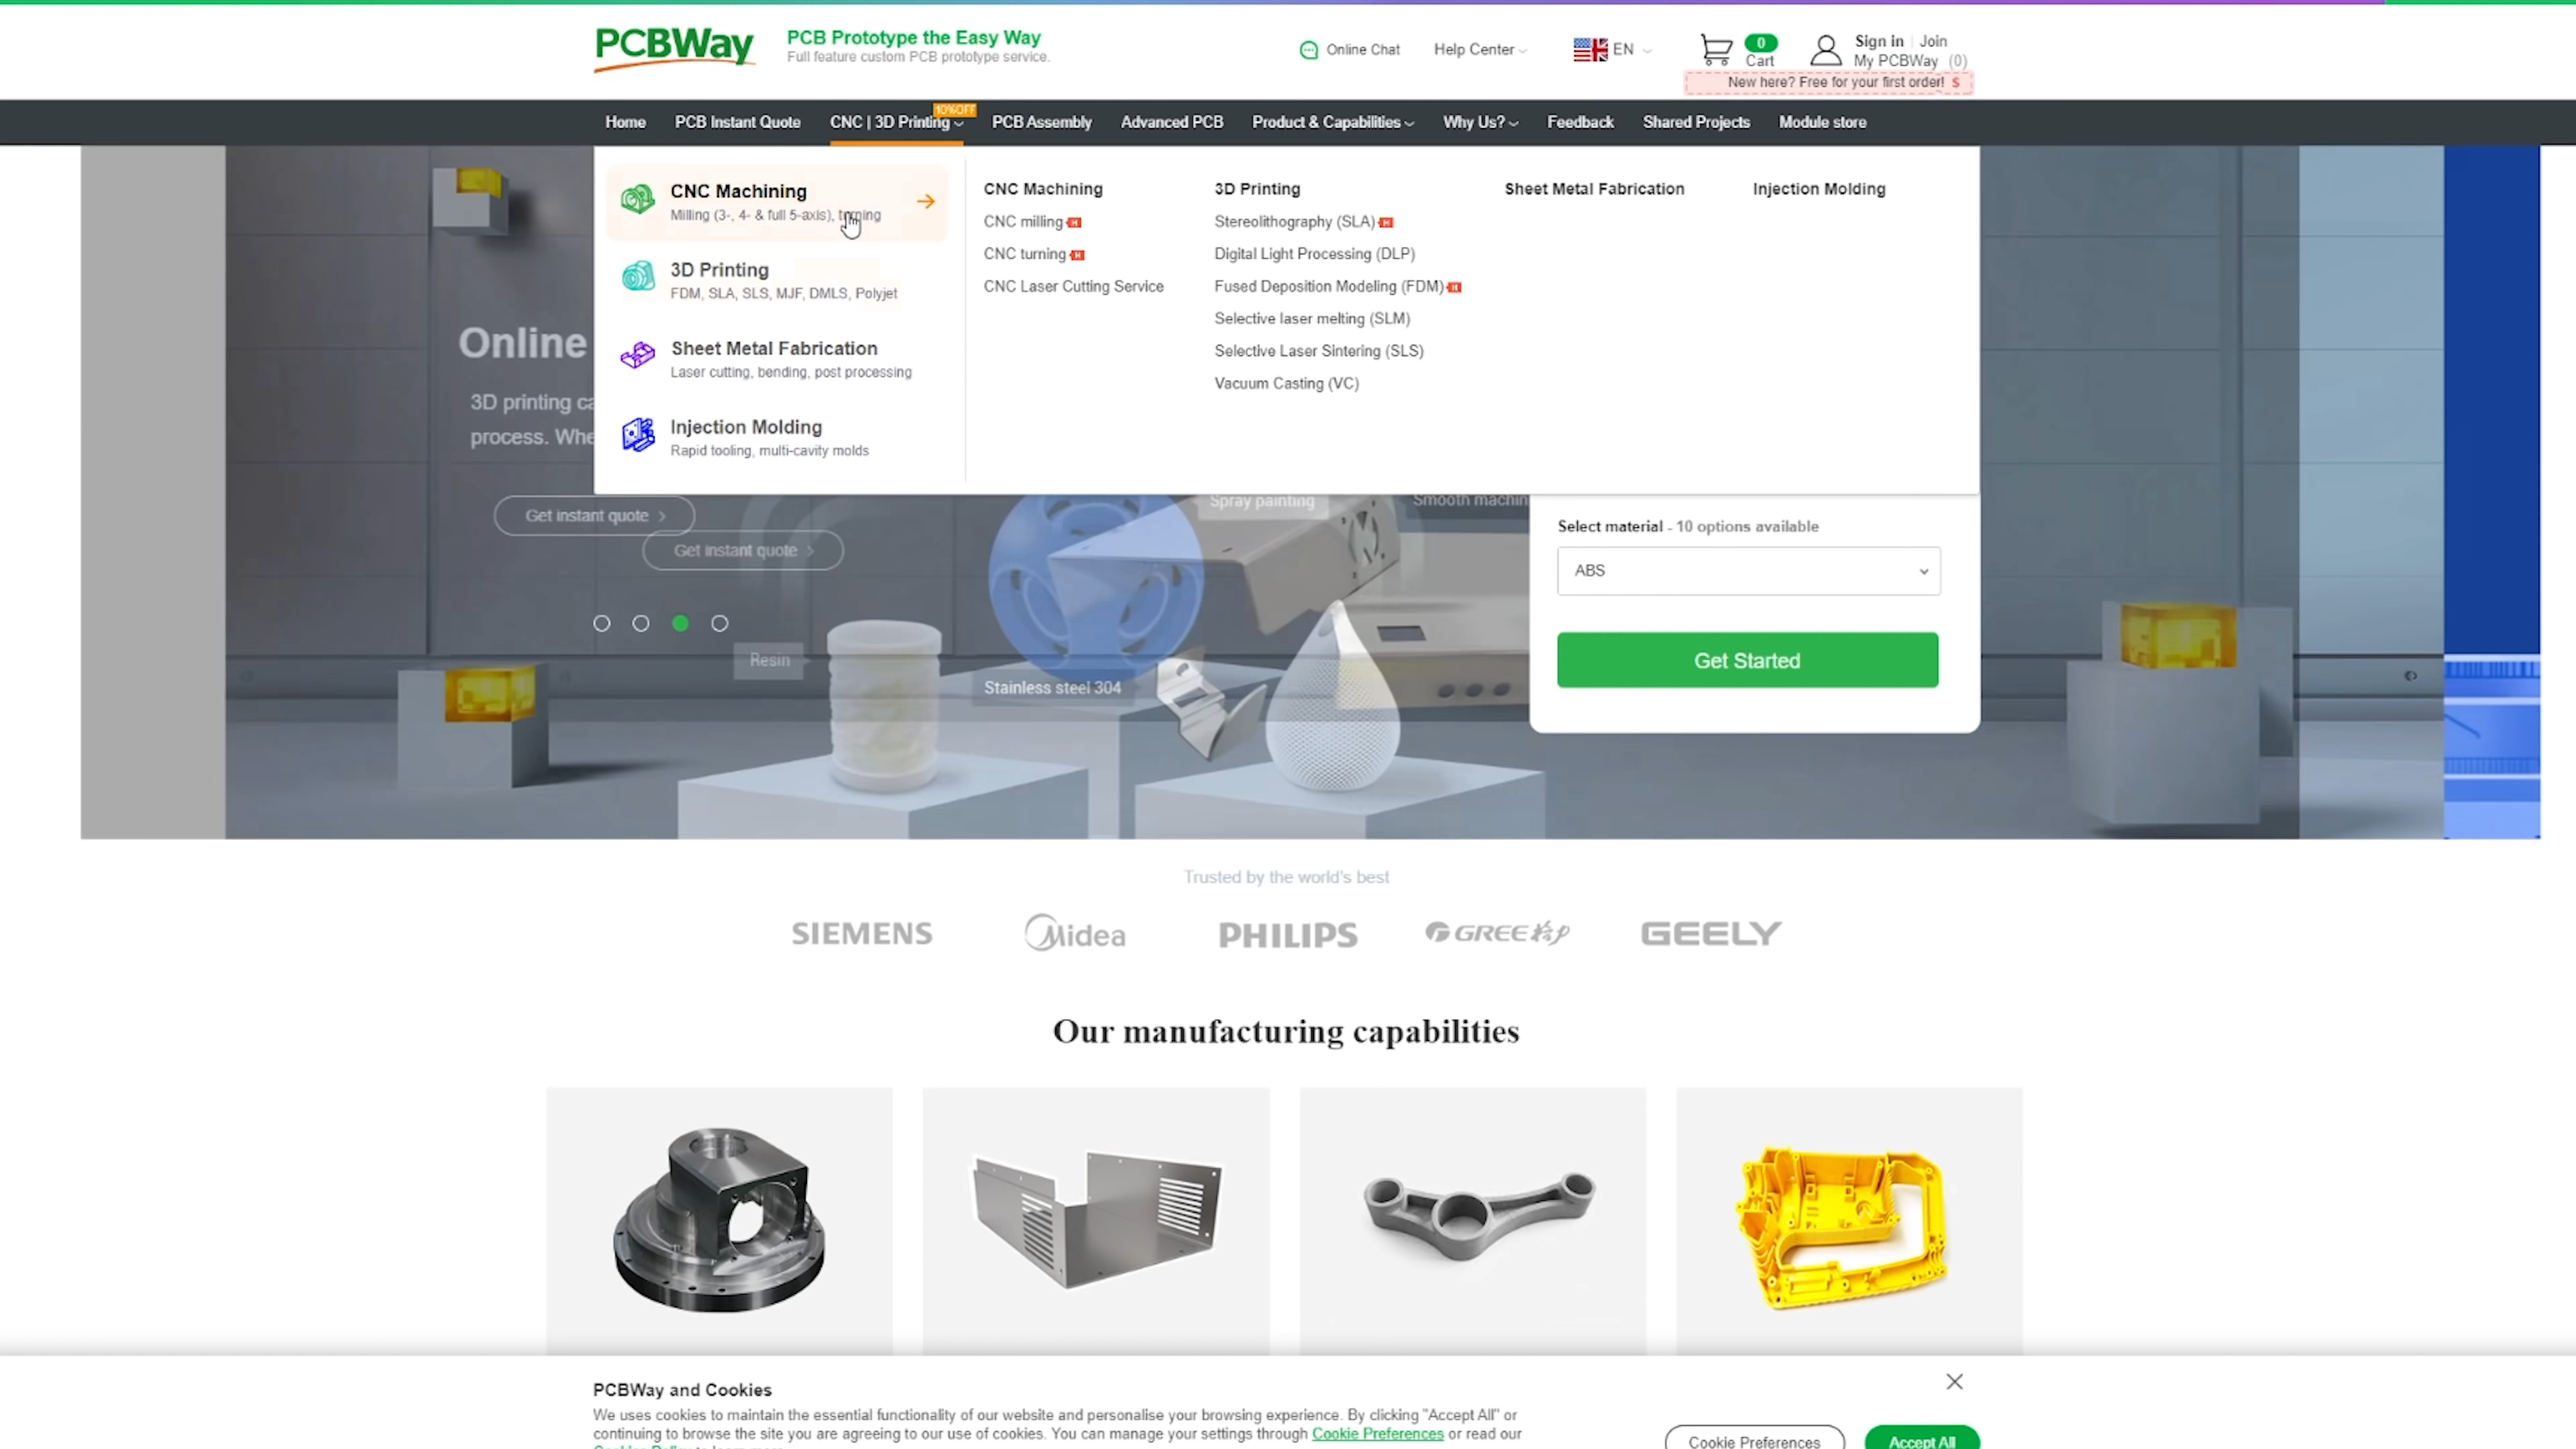 PCBWay
PCB Prototype the Easy Way
Full feature custom PCB prototype service.
Online Chat
Help Center
EN
0
Cart
Sign in | Join
My PCBWay (0)
New here? Free for your first order! $
10%OFF
Home
PCB Instant Quote
CNC | 3D Printing
PCB Assembly
Advanced PCB
Product & Capabilities
Why Us?
Feedback
Shared Projects
Module store
CNC Machining
Milling (3-, 4- & full 5-axis), turning
3D Printing
FDM, SLA, SLS, MJF, DMLS, Polyjet
Sheet Metal Fabrication
Laser cutting, bending, post processing
Injection Molding
Rapid tooling, multi-cavity molds
CNC Machining
CNC milling
CNC turning
CNC Laser Cutting Service
3D Printing
Stereolithography (SLA)
Digital Light Processing (DLP)
Fused Deposition Modeling (FDM)
Selective laser melting (SLM)
Selective Laser Sintering (SLS)
Vacuum Casting (VC)
Sheet Metal Fabrication
Injection Molding
Online
3D printing
process.
Get instant quote >
Get instant quote >
Spray painting
Smooth
Resin
Stainless steel 304
Select material - 10 options available
ABS
Get Started
Trusted by the world's best
SIEMENS
Midea
PHILIPS
GREE格力
GEELY
Our manufacturing capabilities
PCBWay and Cookies
We uses cookies to maintain the essential functionality of our website and personalise your browsing experience. By clicking "Accept All" or
continuing to browse the site you are agreeing to our use of cookies. You can manage your settings through Cookie Preferences or read our
Cookie Preferences
Accept All